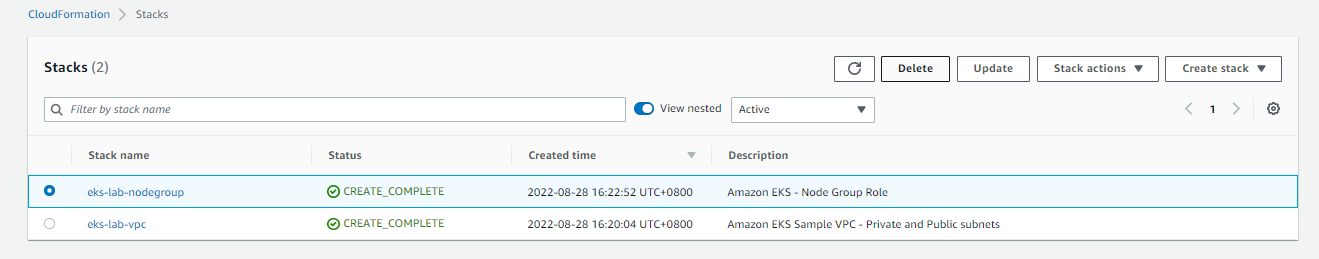 CloudFormation > Stacks
Stacks (2) Delete Update Stack actions Create stack
Filter by stack name View nested Active 1
Stack name Status Created time Description
eks-lab-nodegroup CREATE_COMPLETE 2022-08-28 16:22:52 UTC+0800 Amazon EKS - Node Group Role
eks-lab-vpc CREATE_COMPLETE 2022-08-28 16:20:04 UTC+0800 Amazon EKS Sample VPC - Private and Public subnets